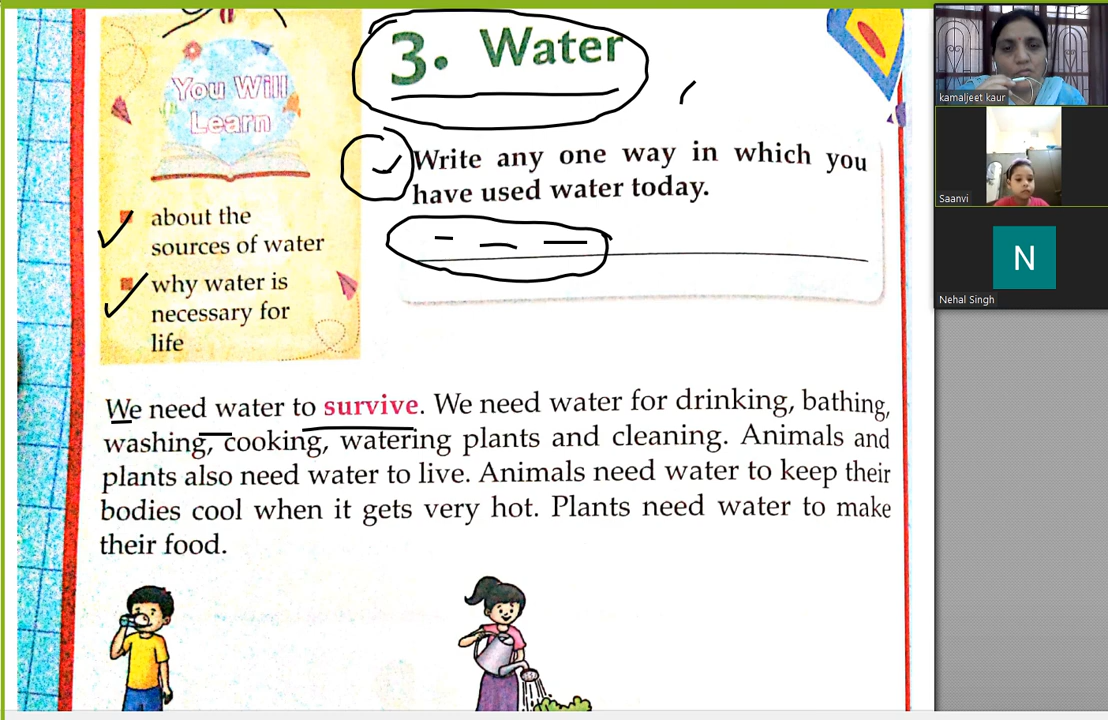 3. Water
You Will
Learn
about the
sources of water
why water is
necessary for
life
Write any one way in which you
have used water today.
We need water to survive. We need water for drinking, bathing,
washing, cooking, watering plants and cleaning. Animals and
plants also need water to live. Animals need water to keep their
bodies cool when it gets very hot. Plants need water to make
their food.
kamaljeet kaur
Saanvi
N
Nehal Singh